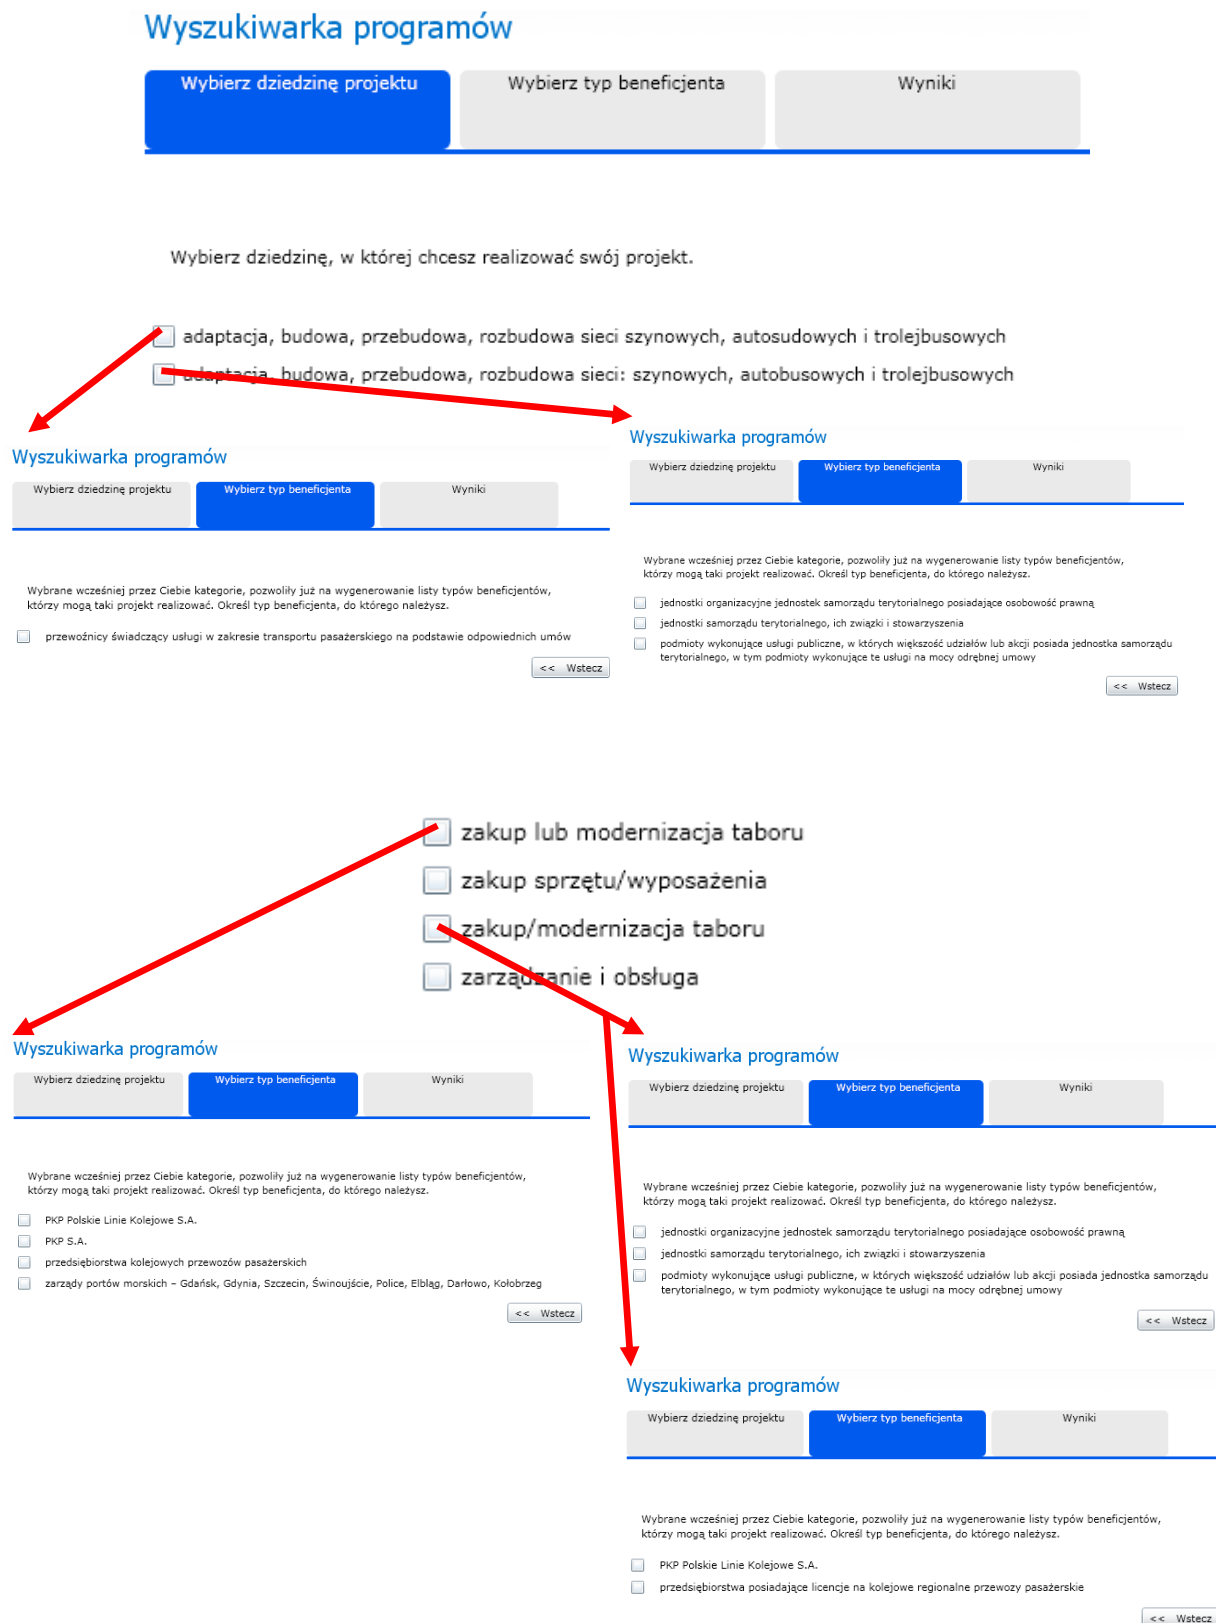 Wyszukiwarka programów
Wybierz dziedzinę projektu
Wybierz typ beneficjenta
Wyniki
Wybierz dziedzinę, w której chcesz realizować swój projekt.
adaptacja, budowa, przebudowa, rozbudowa sieci szynowych, autosudowych i trolejbusowych
adaptacja, budowa, przebudowa, rozbudowa sieci: szynowych, autobusowych i trolejbusowych
Wyszukiwarka programów
Wybierz dziedzinę projektu
Wybierz typ beneficjenta
Wyniki
Wybrane wcześniej przez Ciebie kategorie, pozwoliły już na wygenerowanie listy typów beneficjentów,
którzy mogą taki projekt realizować. Określ typ beneficjenta, do którego należysz.
przewoźnicy świadczący usługi w zakresie transportu pasażerskiego na podstawie odpowiednich umów
<< Wstecz
Wyszukiwarka programów
Wybierz dziedzinę projektu
Wybierz typ beneficjenta
Wyniki
Wybrane wcześniej przez Ciebie kategorie, pozwoliły już na wygenerowanie listy typów beneficjentów,
którzy mogą taki projekt realizować. Określ typ beneficjenta, do którego należysz.
jednostki organizacyjne jednostek samorządu terytorialnego posiadające osobowość prawną
jednostki samorządu terytorialnego, ich związki i stowarzyszenia
podmioty wykonujące usługi publiczne, w których większość udziałów lub akcji posiada jednostka samorządu
terytorialnego, w tym podmioty wykonujące te usługi na mocy odrębnej umowy
<< Wstecz
zakup lub modernizacja taboru
zakup sprzętu/wyposażenia
zakup/modernizacja taboru
zarządzanie i obsługa
Wyszukiwarka programów
Wybierz dziedzinę projektu
Wybierz typ beneficjenta
Wyniki
Wybrane wcześniej przez Ciebie kategorie, pozwoliły już na wygenerowanie listy typów beneficjentów,
którzy mogą taki projekt realizować. Określ typ beneficjenta, do którego należysz.
PKP Polskie Linie Kolejowe S.A.
PKP S.A.
przedsiębiorstwa kolejowych przewozów pasażerskich
zarządy portów morskich – Gdańsk, Gdynia, Szczecin, Świnoujście, Police, Elbląg, Darłowo, Kołobrzeg
<< Wstecz
Wyszukiwarka programów
Wybierz dziedzinę projektu
Wybierz typ beneficjenta
Wyniki
Wybrane wcześniej przez Ciebie kategorie, pozwoliły już na wygenerowanie listy typów beneficjentów,
którzy mogą taki projekt realizować. Określ typ beneficjenta, do którego należysz.
jednostki organizacyjne jednostek samorządu terytorialnego posiadające osobowość prawną
jednostki samorządu terytorialnego, ich związki i stowarzyszenia
podmioty wykonujące usługi publiczne, w których większość udziałów lub akcji posiada jednostka samorządu
terytorialnego, w tym podmioty wykonujące te usługi na mocy odrębnej umowy
<< Wstecz
Wyszukiwarka programów
Wybierz dziedzinę projektu
Wybierz typ beneficjenta
Wyniki
Wybrane wcześniej przez Ciebie kategorie, pozwoliły już na wygenerowanie listy typów beneficjentów,
którzy mogą taki projekt realizować. Określ typ beneficjenta, do którego należysz.
PKP Polskie Linie Kolejowe S.A.
przedsiębiorstwa posiadające licencje na kolejowe regionalne przewozy pasażerskie
<< Wstecz